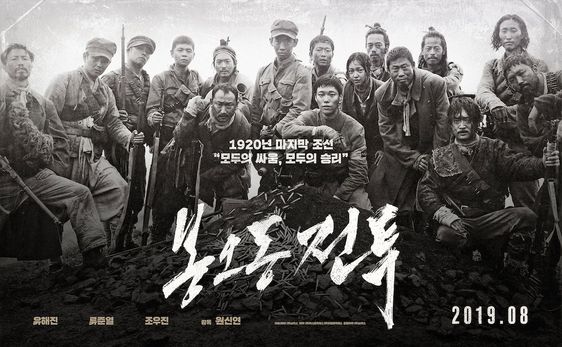 1920년 마지막 조선
“모두의 싸움, 모두의 승리”
봉오동 전투
유해진 류준열 조우진 감독 원신연
2019.08